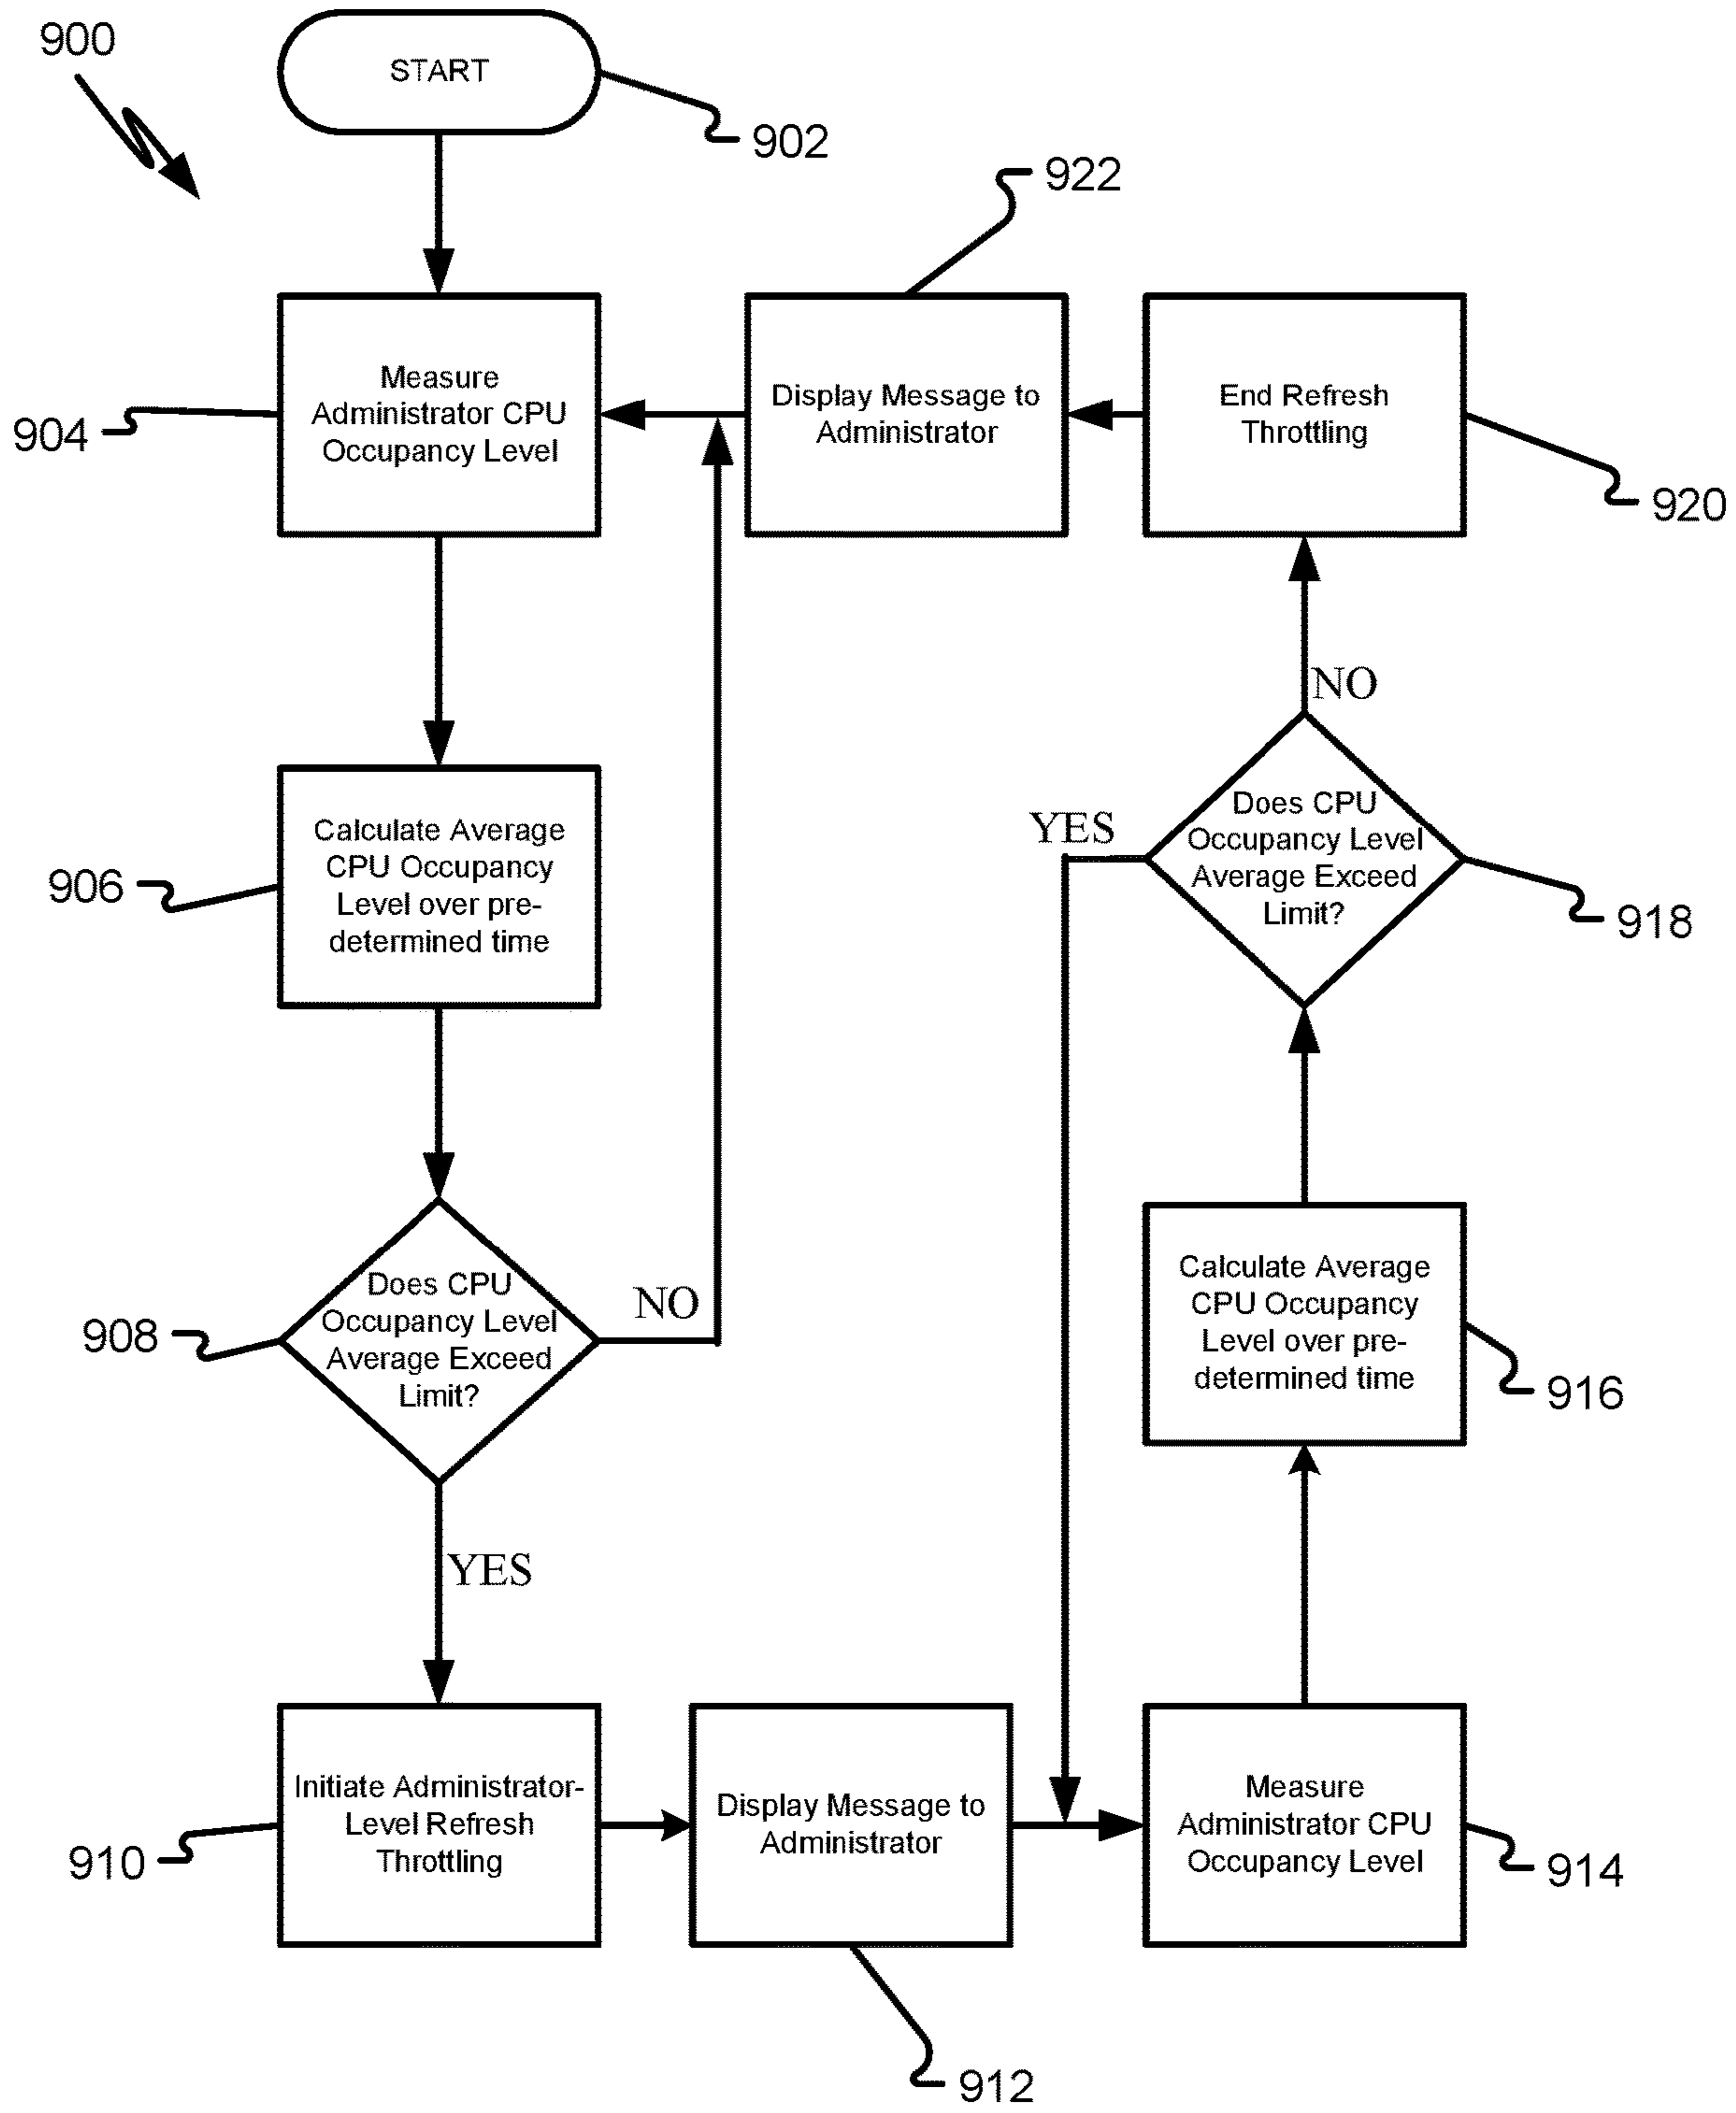 900
START
902
922
Measure
Administrator CPU
Occupancy Level
904
Display Message to
Administrator
End Refresh
Throttling
920
NO
Calculate Average
CPU Occupancy
Level over pre-
determined time
906
YES
Does CPU
Occupancy Level
Average Exceed
Limit?
918
Does CPU
Occupancy Level
Average Exceed
Limit?
908
NO
Calculate Average
CPU Occupancy
Level over pre-
determined time
916
YES
Initiate Administrator-
Level Refresh
Throttling
910
Display Message to
Administrator
912
Measure
Administrator CPU
Occupancy Level
914